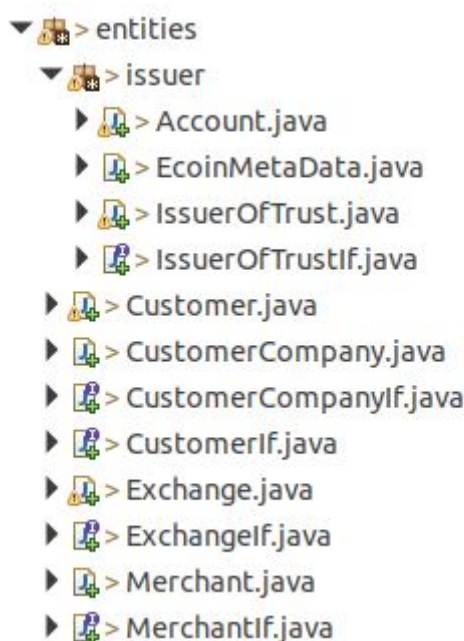 > entities
> issuer
> Account.java
> EcoinMetaData.java
> IssuerOfTrust.java
> IssuerOfTrustIf.java
> Customer.java
> CustomerCompany.java
> CustomerCompanyIf.java
> CustomerIf.java
> Exchange.java
> ExchangeIf.java
> Merchant.java
> MerchantIf.java